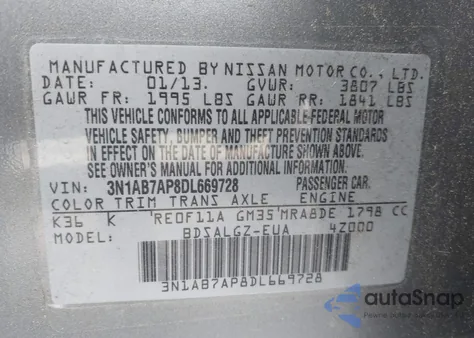 MANUFACTURED BY NISSAN MOTOR CO., LTD.
DATE: 01/13. GVWR: 3807 LBS
GAWR FR: 1995 LBS GAWR RR: 1841 LBS
THIS VEHICLE CONFORMS TO ALL APPLICABLE FEDERAL MOTOR
VEHICLE SAFETY, BUMPER AND THEFT PREVENTION STANDARDS
IN EFFECT ON THE DATE OF MANUFACTURE SHOWN ABOVE.
SEE OWNER'S MANUAL FOR ADDITIONAL INFORMATION.
VIN: 3N1AB7AP8DL669728 PASSENGER CAR.
COLOR TRIM TRANS AXLE ENGINE
K36 K RE0F11A GM35 MRA8DE 1798 CC
BDSALGZ-EUA 4Z000
3N1AB7AP8DL669728
autoSnap
Powered by AutoBidMaster